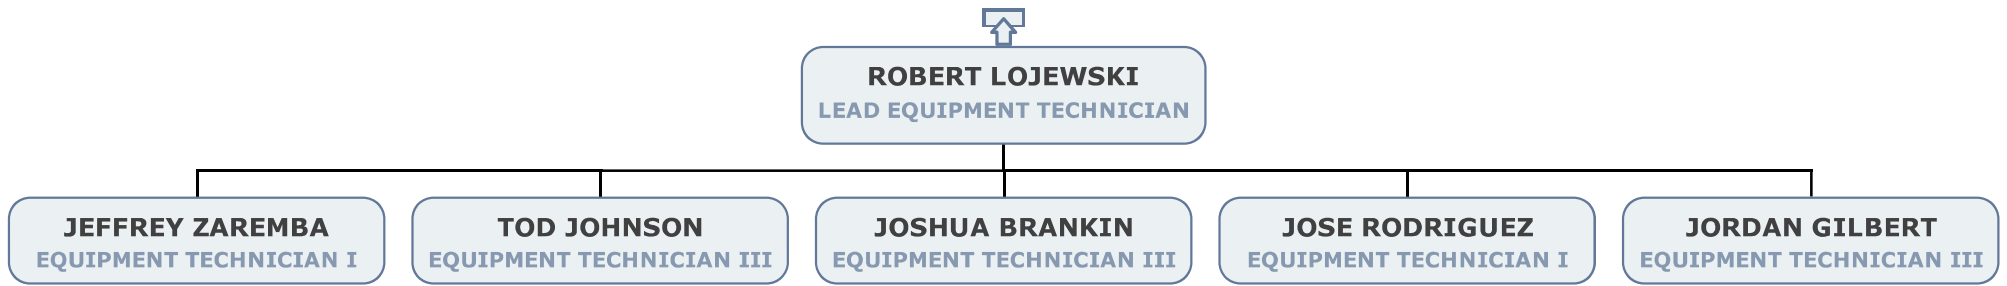 ROBERT LOJEWSKI
LEAD EQUIPMENT TECHNICIAN
JEFFREY ZAREMBA
EQUIPMENT TECHNICIAN I
TOD JOHNSON
EQUIPMENT TECHNICIAN III
JOSHUA BRANKIN
EQUIPMENT TECHNICIAN III
JOSE RODRIGUEZ
EQUIPMENT TECHNICIAN I
JORDAN GILBERT
EQUIPMENT TECHNICIAN III